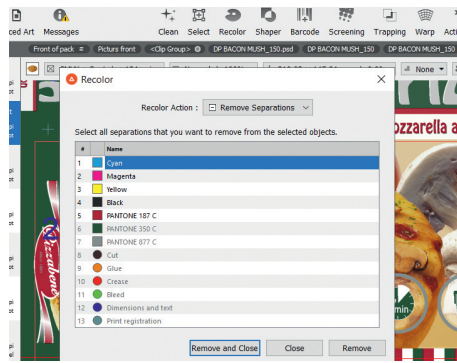 ced Art Messages Clean Select Recolor Shaper Barcode Screening Trapping Warp Acti
Front of pack Pictures front <Clip Group> DP BACON MUSH_150.psd DP BACON MUSH_150 DP BACON MUSH_150
None
Recolor
Recolor Action : Remove Separations
Select all separations that you want to remove from the selected objects.
# Name
1 Cyan
2 Magenta
3 Yellow
4 Black
5 PANTONE 187 C
6 PANTONE 350 C
7 PANTONE 877 C
8 Cut
9 Glue
10 Crease
11 Bleed
12 Dimensions and text
13 Print registration
Remove and Close Close Remove
ozzarella a
min